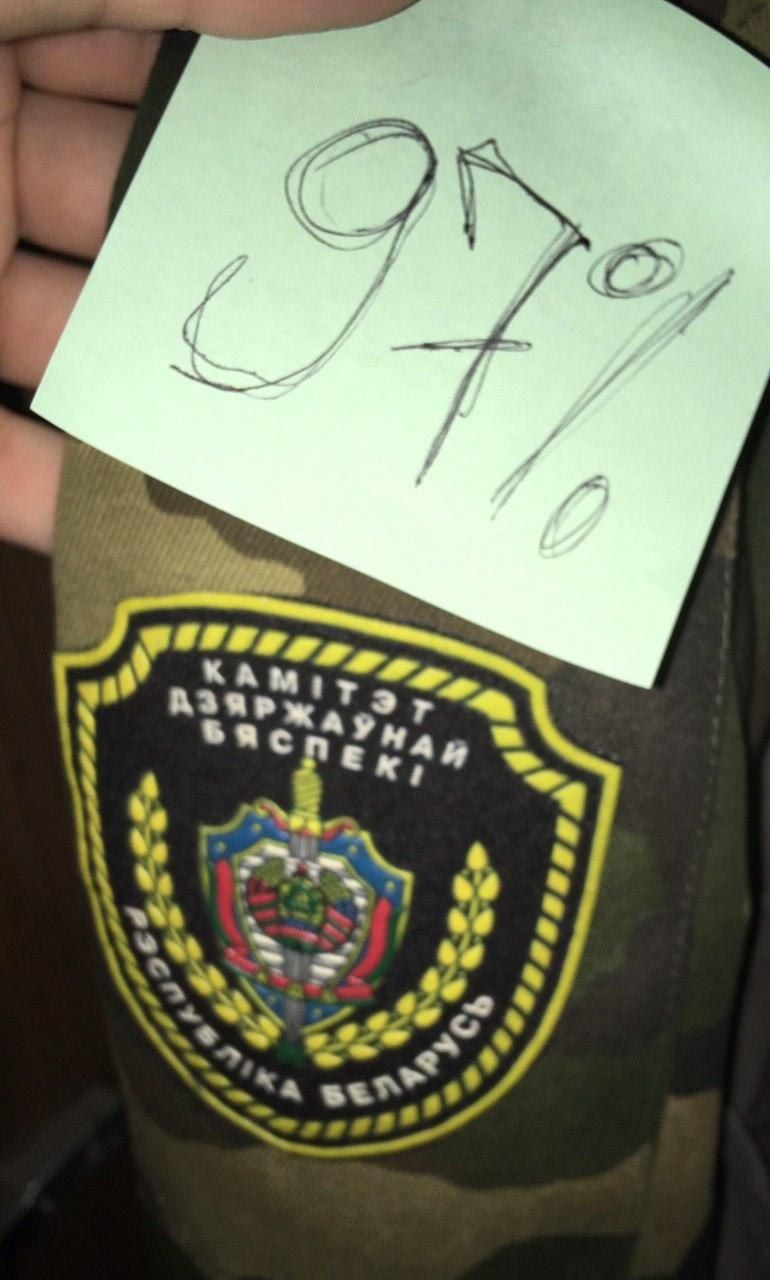 97%
КАМІТЭТ
ДЗЯРЖАЎНАЙ
БЯСПЕКІ
РЭСПУБЛІКА БЕЛАРУСЬ